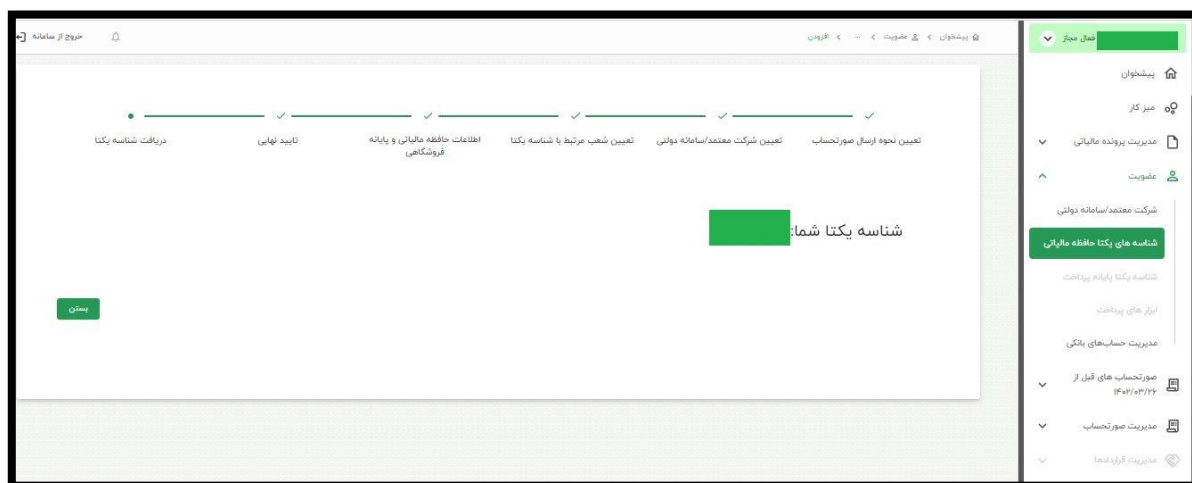 فعال مجاز
پیشخوان
میز کار
مدیریت پرونده مالیاتی
عضویت
شرکت معتمد/سامانه دولتی
شناسه های یکتا حافظه مالیاتی
شناسه یکتا پایانه پرداخت
ابزار های پرداخت
مدیریت حساب‌های بانکی
صورتحساب های قبل از
۱۴۰۲/۰۳/۲۶
مدیریت صورتحساب
مدیریت قراردادها
پیشخوان > عضویت > ... > افزودن
خروج از سامانه
تعیین نحوه ارسال صورتحساب
تعیین شرکت معتمد/سامانه دولتی
تعیین شعب مرتبط با شناسه یکتا
اطلاعات حافظه مالیاتی و پایانه
فروشگاهی
تایید نهایی
دریافت شناسه یکتا
شناسه یکتا شما:
بستن